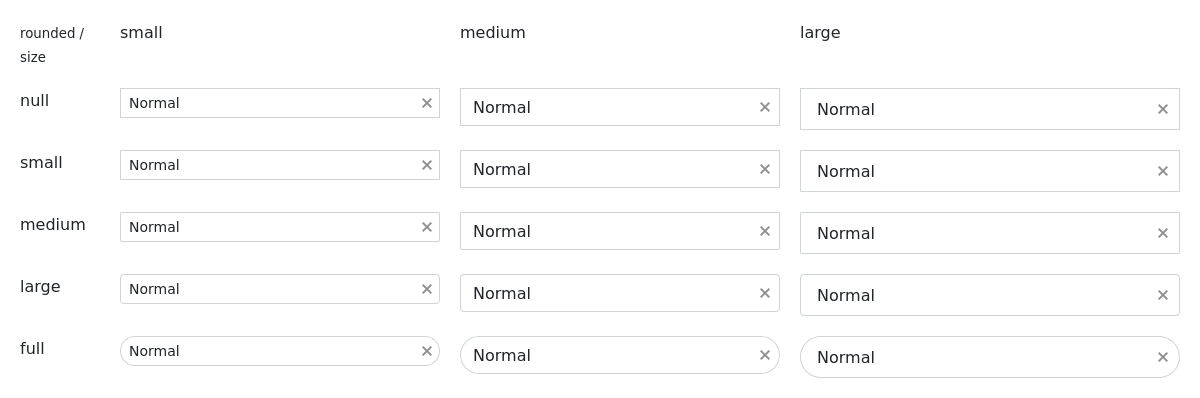 rounded / small medium large
size
null Normal × Normal × Normal ×
small Normal × Normal × Normal ×
medium Normal × Normal × Normal ×
large Normal × Normal × Normal ×
full Normal × Normal × Normal ×